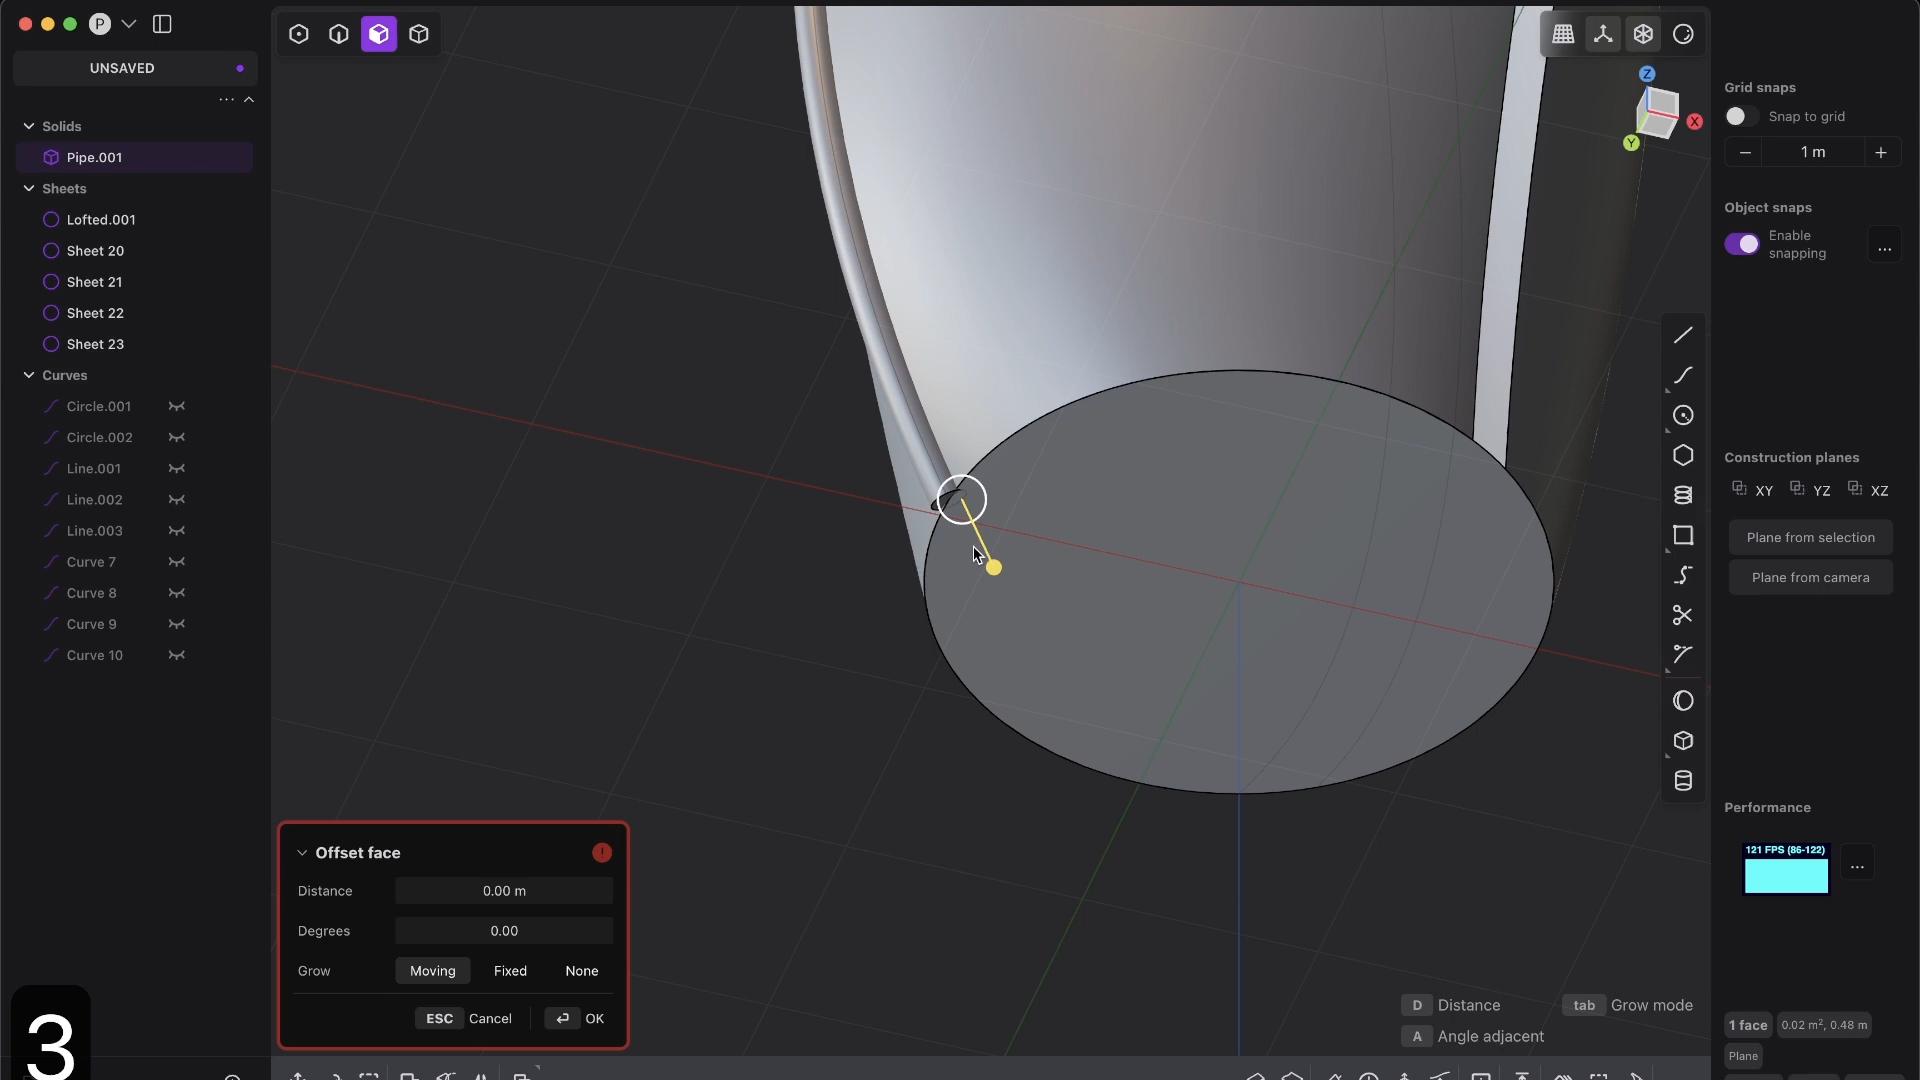 P
UNSAVED
Solids
Pipe.001
Sheets
Lofted.001
Sheet 20
Sheet 21
Sheet 22
Sheet 23
Curves
Circle.001
Circle.002
Line.001
Line.002
Line.003
Curve 7
Curve 8
Curve 9
Curve 10
3
Offset face
!
Distance 0.00 m
Degrees 0.00
Grow Moving Fixed None
ESC Cancel OK
D Distance tab Grow mode
A Angle adjacent
Z
X
Y
Grid snaps
Snap to grid
− 1 m +
Object snaps
Enable
snapping
...
Construction planes
XY YZ XZ
Plane from selection
Plane from camera
Performance
121 FPS (86-122)
...
1 face 0.02 m², 0.48 m
Plane